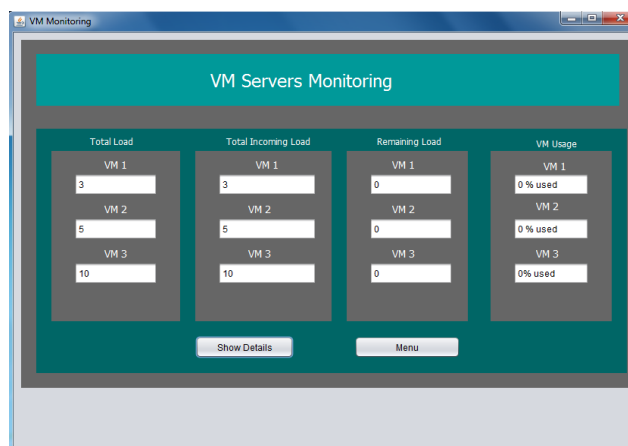 VM Monitoring
VM Servers Monitoring
Total Load
VM 1
3
VM 2
5
VM 3
10
Total Incoming Load
VM 1
3
VM 2
5
VM 3
10
Remaining Load
VM 1
0
VM 2
0
VM 3
0
VM Usage
VM 1
0 % used
VM 2
0 % used
VM 3
0% used
Show Details
Menu